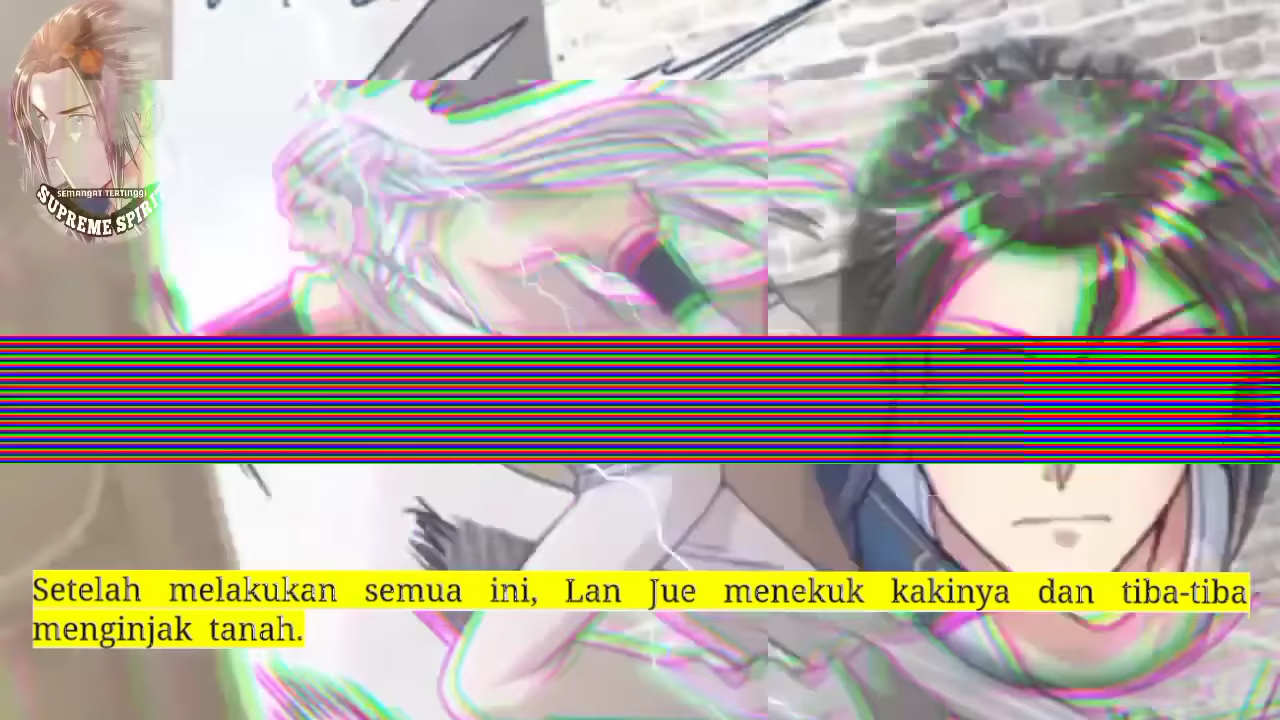 SEMANGAT TERTINGGI
SUPREME SPIRIT
Setelah melakukan semua ini, Lan Jue menekuk kakinya dan tiba-tiba
menginjak tanah.